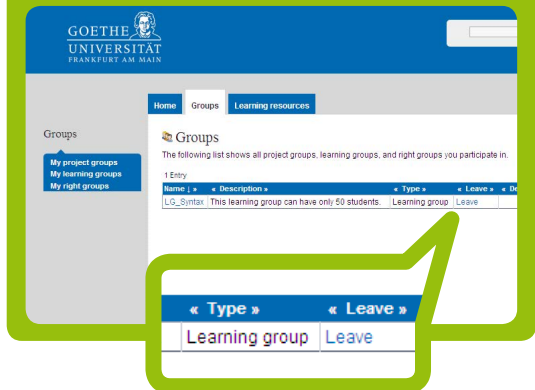 GOETHE
UNIVERSITÄT
FRANKFURT AM MAIN
Home Groups Learning resources
Groups
My project groups
My learning groups
My right groups
Groups
The following list shows all project groups, learning groups, and right groups you participate in.
1 Entry
Name ↓ » « Description » « Type » « Leave » « De
LG_Syntax This learning group can have only 50 students. Learning group Leave
« Type » « Leave »
Learning group Leave